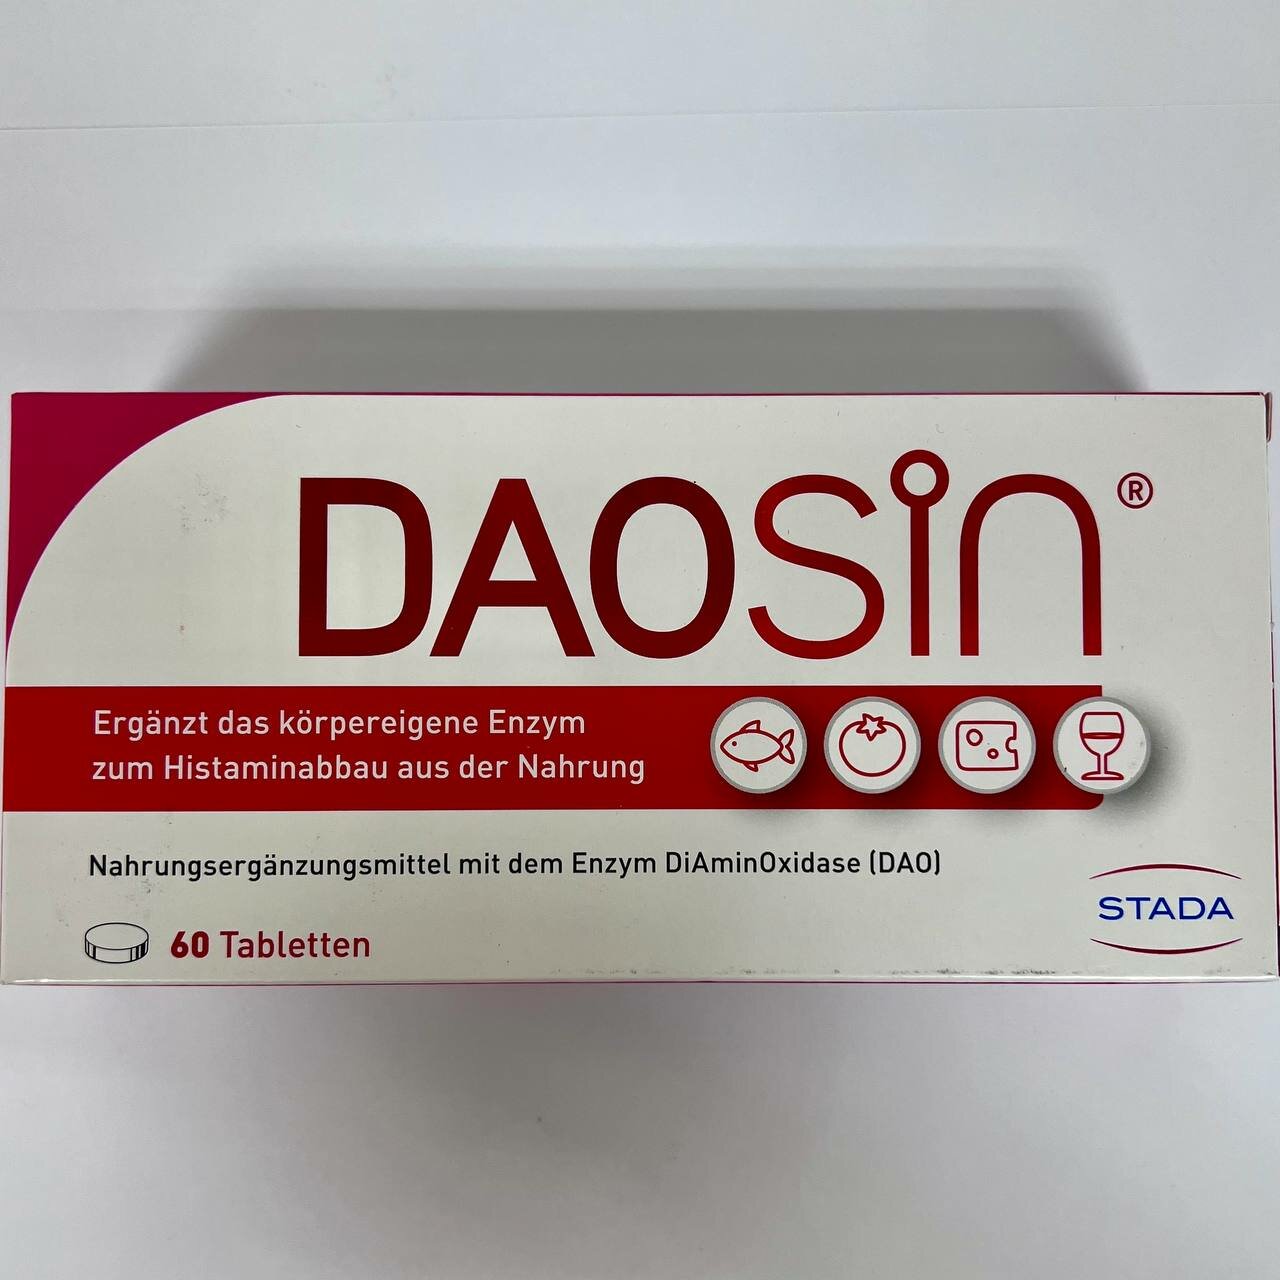 DAOSiN®
Ergänzt das körpereigene Enzym
zum Histaminabbau aus der Nahrung
Nahrungsergänzungsmittel mit dem Enzym DiAminOxidase (DAO)
60 Tabletten
STADA